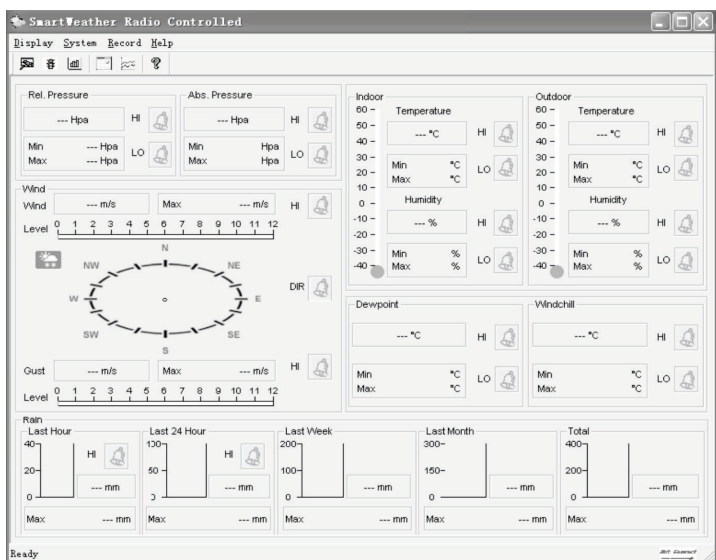 SmartWeather Radio Controlled
Display System Record Help
Rel. Pressure
--- Hpa
HI
Min --- Hpa
Max --- Hpa
LO
Abs. Pressure
--- Hpa
HI
Min Hpa
Max Hpa
LO
Wind
Wind --- m/s Max --- m/s HI
Level 0 1 2 3 4 5 6 7 8 9 10 11 12
N
NW NE
W E
SW SE
S
DIR
Gust --- m/s Max --- m/s HI
Level 0 1 2 3 4 5 6 7 8 9 10 11 12
Indoor
60
50
40
30
20
10
0
-10
-20
-30
-40
Temperature
--- °C
HI
Min °C
Max °C
LO
Humidity
--- %
HI
Min %
Max %
LO
Outdoor
60
50
40
30
20
10
0
-10
-20
-30
-40
Temperature
--- °C
HI
Min °C
Max °C
LO
Humidity
--- %
HI
Min %
Max %
LO
Dewpoint
--- °C
HI
Min °C
Max °C
LO
Windchill
--- °C
HI
Min °C
Max °C
LO
Rain
Last Hour
40
20
0
HI
--- mm
Max --- mm
Last 24 Hour
100
50
0
HI
--- mm
Max --- mm
Last Week
200
100
0
--- mm
Max --- mm
Last Month
300
150
0
--- mm
Max --- mm
Total
400
200
0
--- mm
Max --- mm
Ready